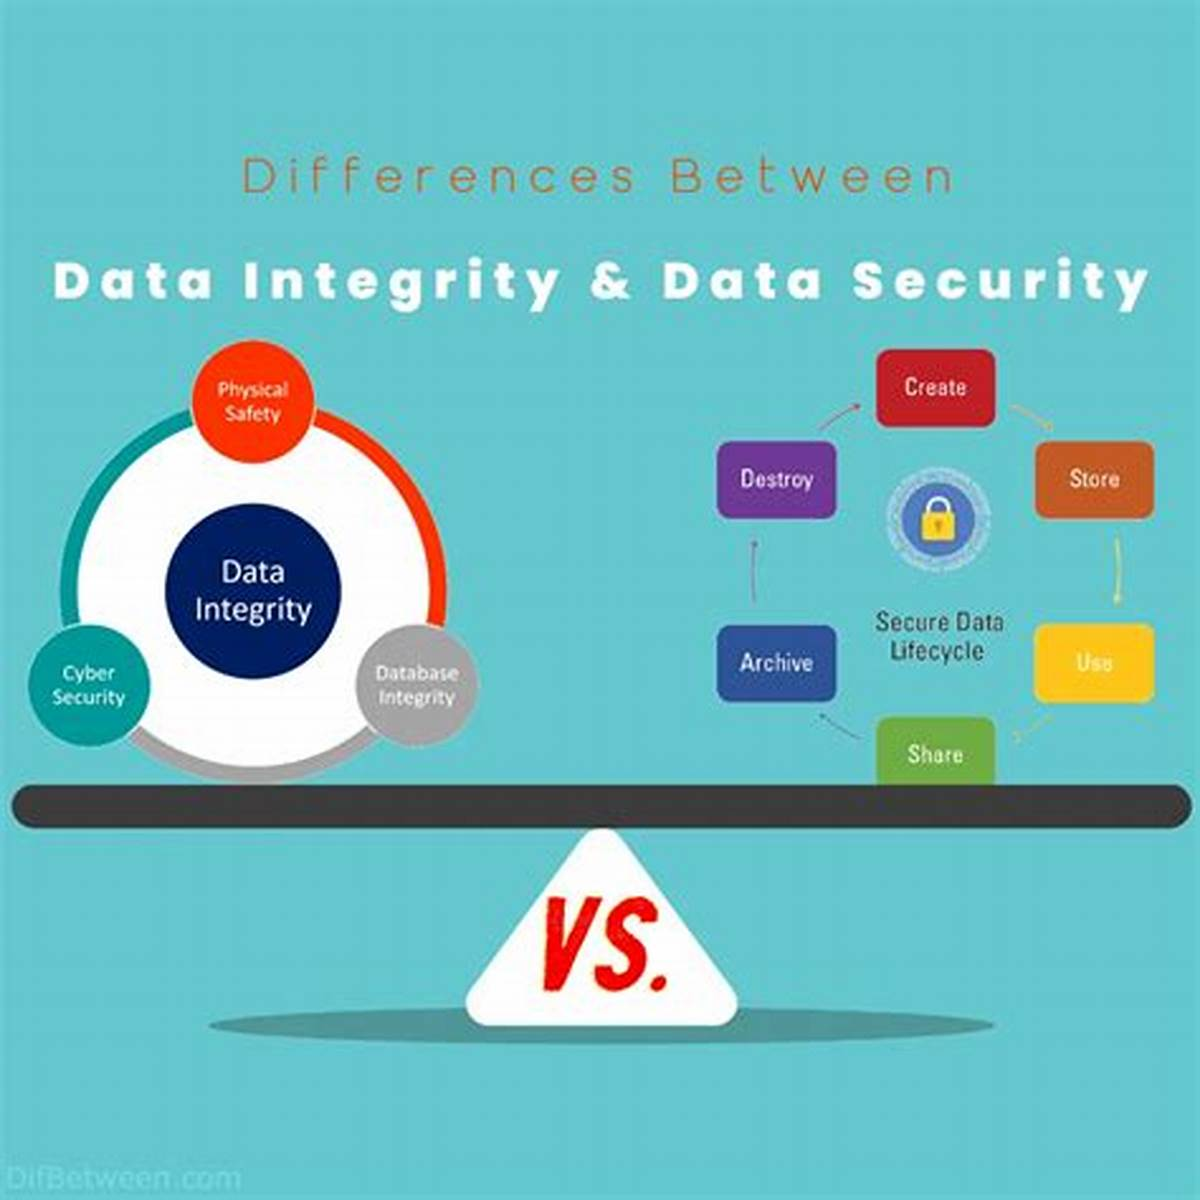 Differences Between
Data Integrity & Data Security
Physical
Safety
Data
Integrity
Cyber
Security
Database
Integrity
Create
Store
Use
Share
Archive
Destroy
Secure Data
Lifecycle
VS.
DifBetween.com